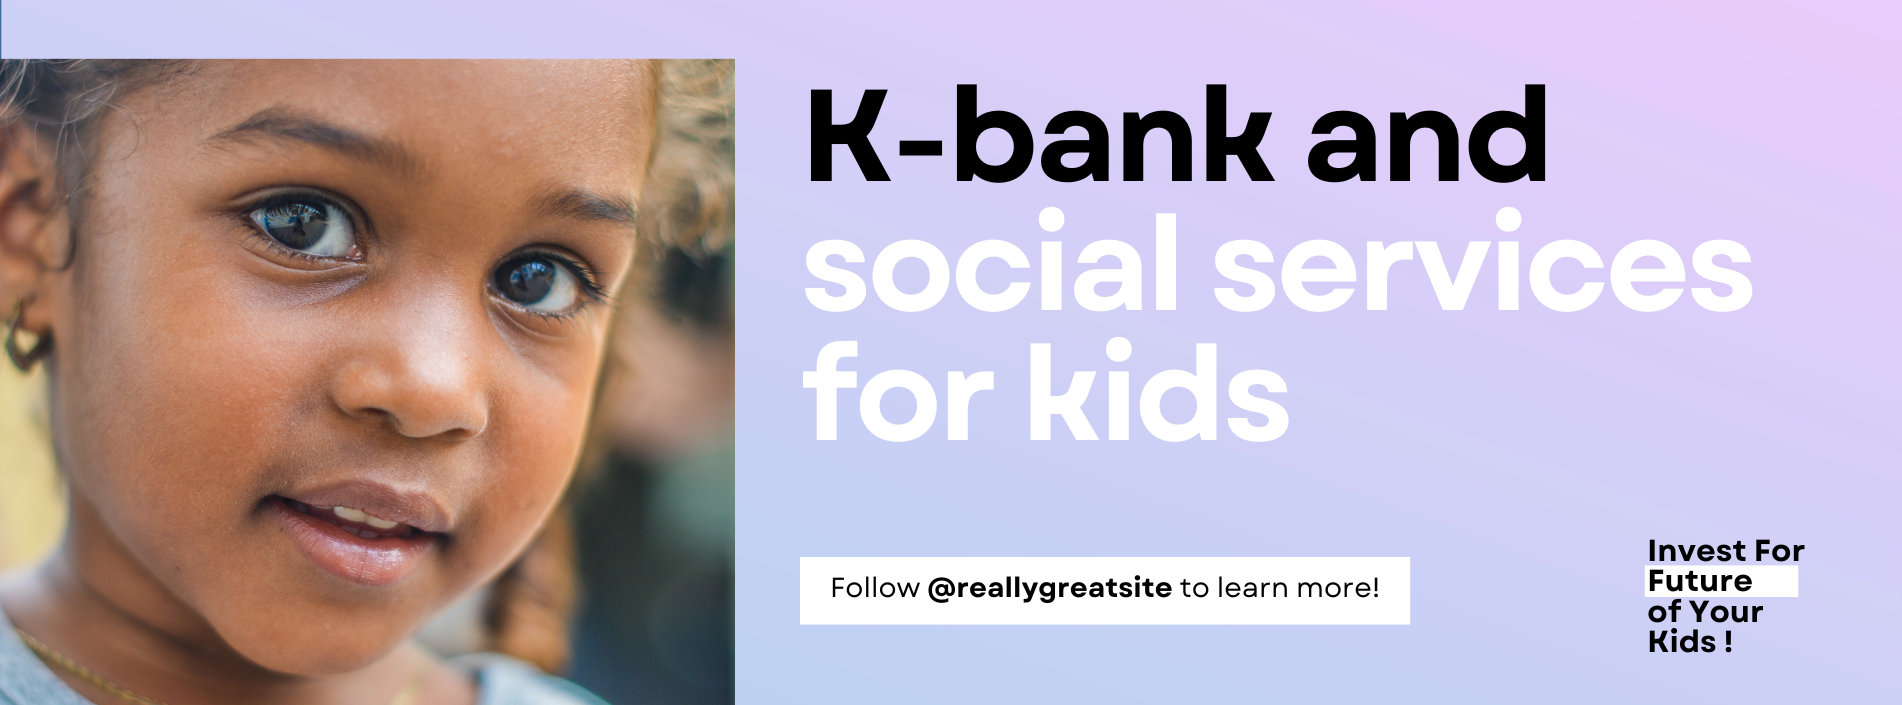 K-bank and
social services
for kids
Follow @reallygreatsite to learn more!
Invest For
Future
of Your
Kids !